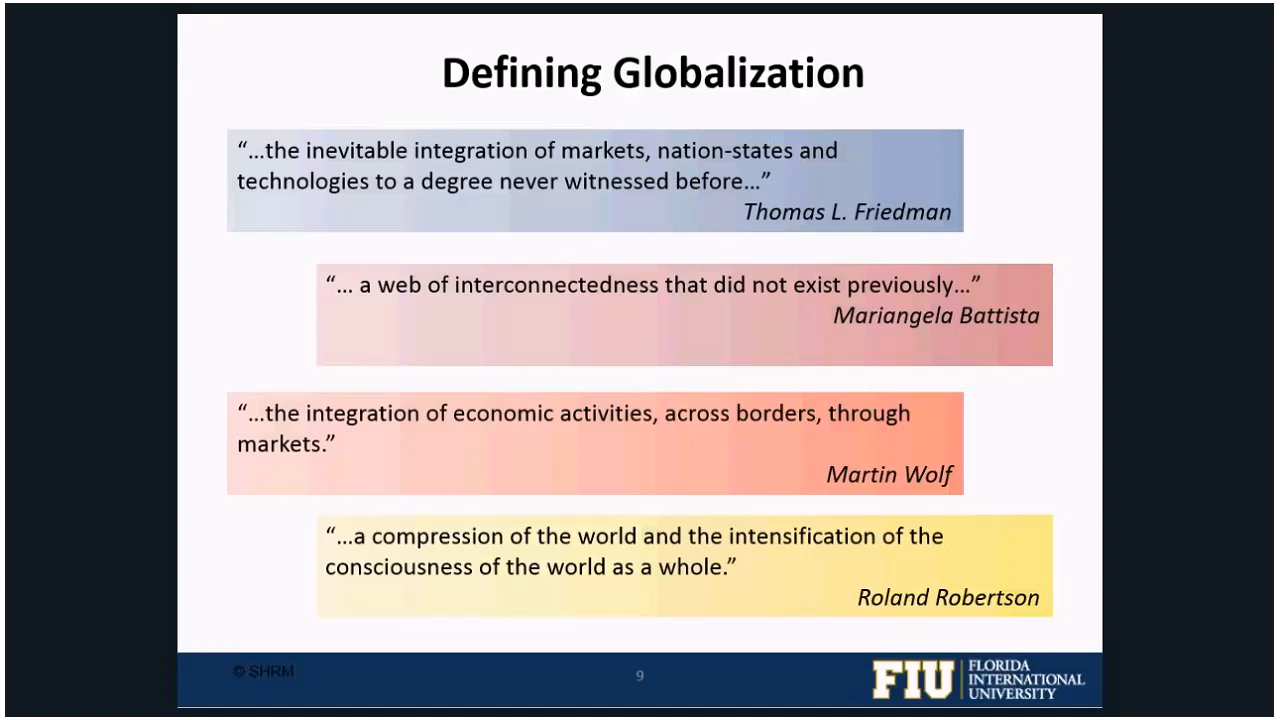 Defining Globalization
“…the inevitable integration of markets, nation-states and
technologies to a degree never witnessed before…”
Thomas L. Friedman
“… a web of interconnectedness that did not exist previously…”
Mariangela Battista
“…the integration of economic activities, across borders, through
markets.”
Martin Wolf
“…a compression of the world and the intensification of the
consciousness of the world as a whole.”
Roland Robertson
© SHRM
9
FIU
FLORIDA
INTERNATIONAL
UNIVERSITY